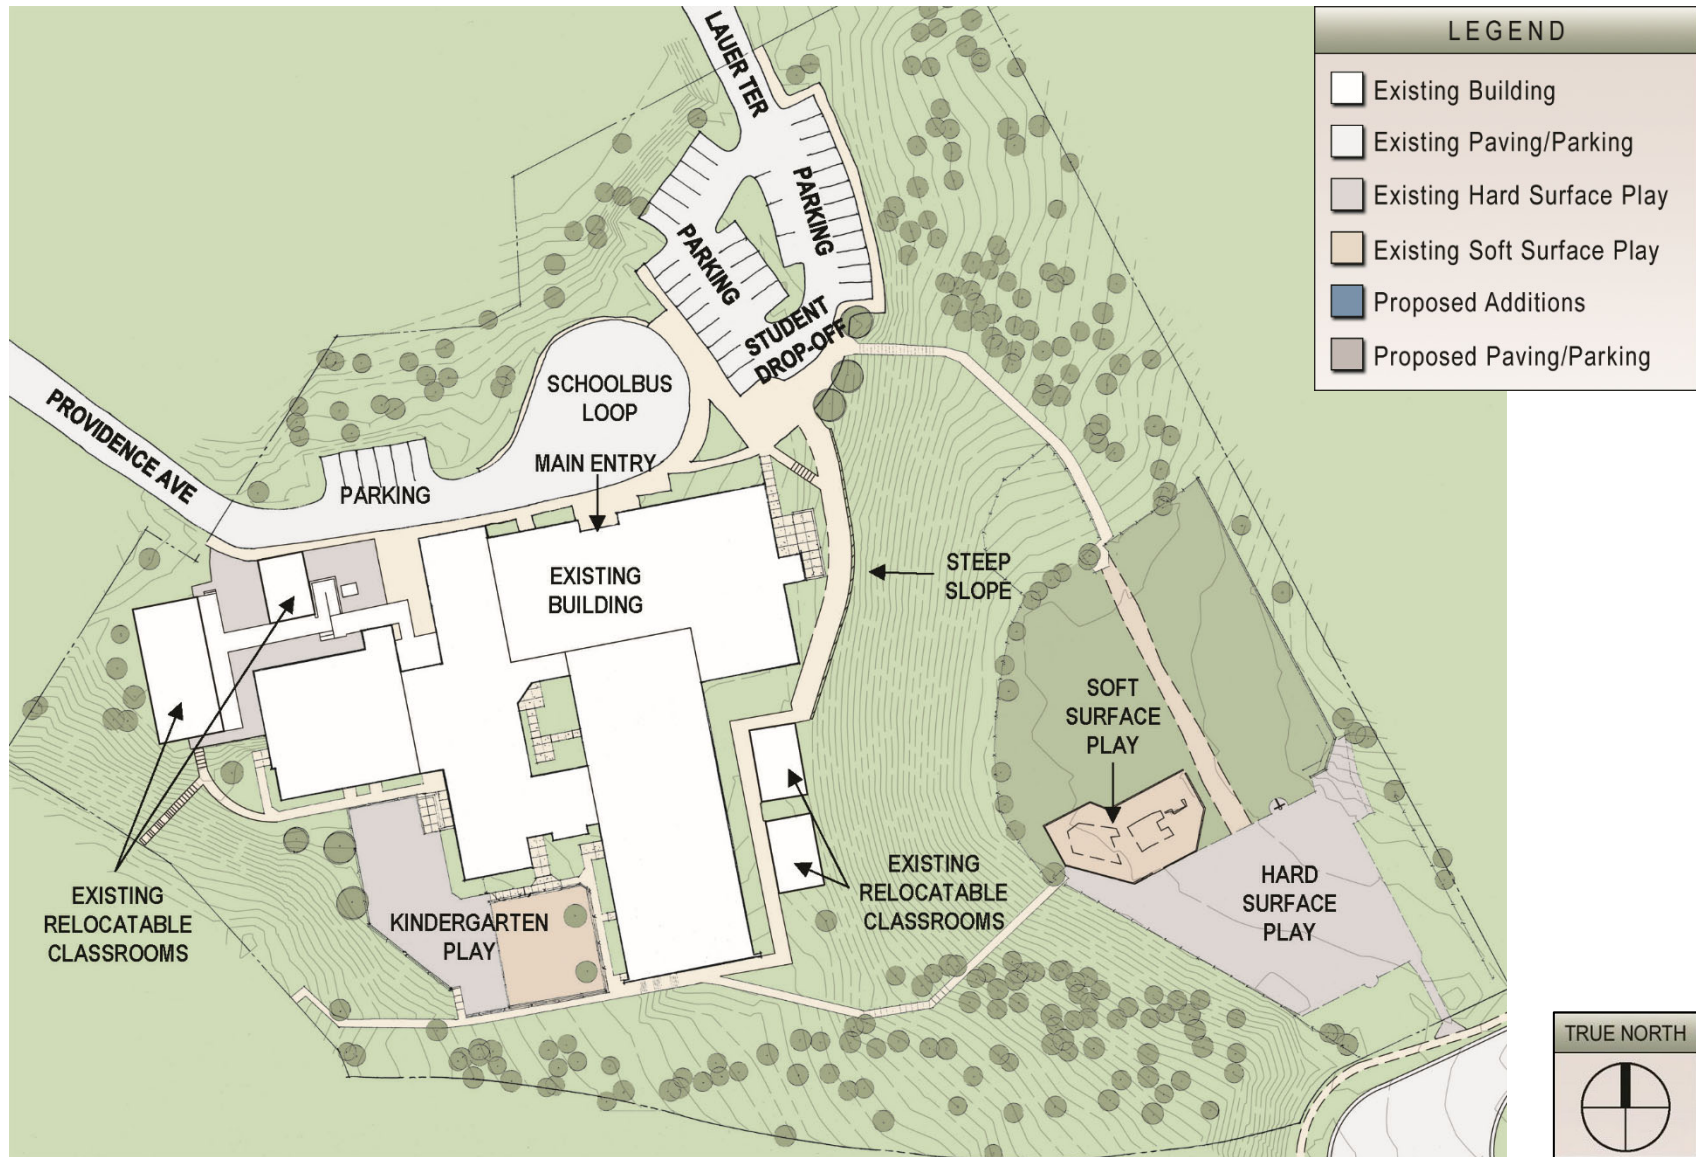 LAUER TER
LEGEND
Existing Building
Existing Paving/Parking
Existing Hard Surface Play
Existing Soft Surface Play
Proposed Additions
Proposed Paving/Parking
PARKING
PARKING
STUDENT
DROP-OFF
SCHOOLBUS
LOOP
PROVIDENCE AVE
MAIN ENTRY
PARKING
EXISTING
BUILDING
STEEP
SLOPE
SOFT
SURFACE
PLAY
EXISTING
RELOCATABLE
CLASSROOMS
KINDERGARTEN
PLAY
EXISTING
RELOCATABLE
CLASSROOMS
HARD
SURFACE
PLAY
TRUE NORTH